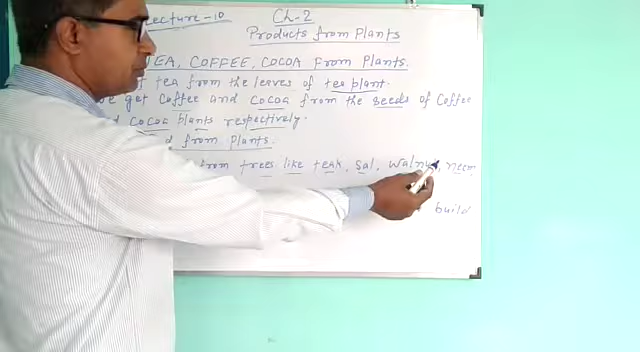 Lecture-10 Ch-2
Products from Plants
TEA, COFFEE, COCOA FROM PLANTS.
tea from the leaves of tea plant.
get Coffee and cocoa from the seeds of Coffee
cocoa plants respectively.
from plants.
from trees like teak, Sal, Walnut, neem
build